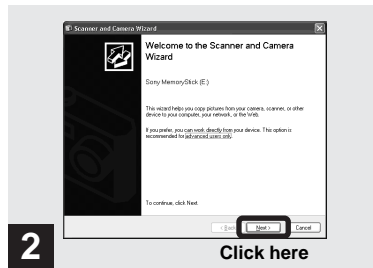 Scanner and Camera Wizard
Welcome to the Scanner and Camera
Wizard
Sony MemoryStick (E:)
This wizard helps you copy pictures from your camera, scanner, or other
device to your computer, your network, or the Web.
If you prefer, you can work directly from your device. This option is
recommended for advanced users only.
To continue, click Next
< Back Next > Cancel
2 Click here